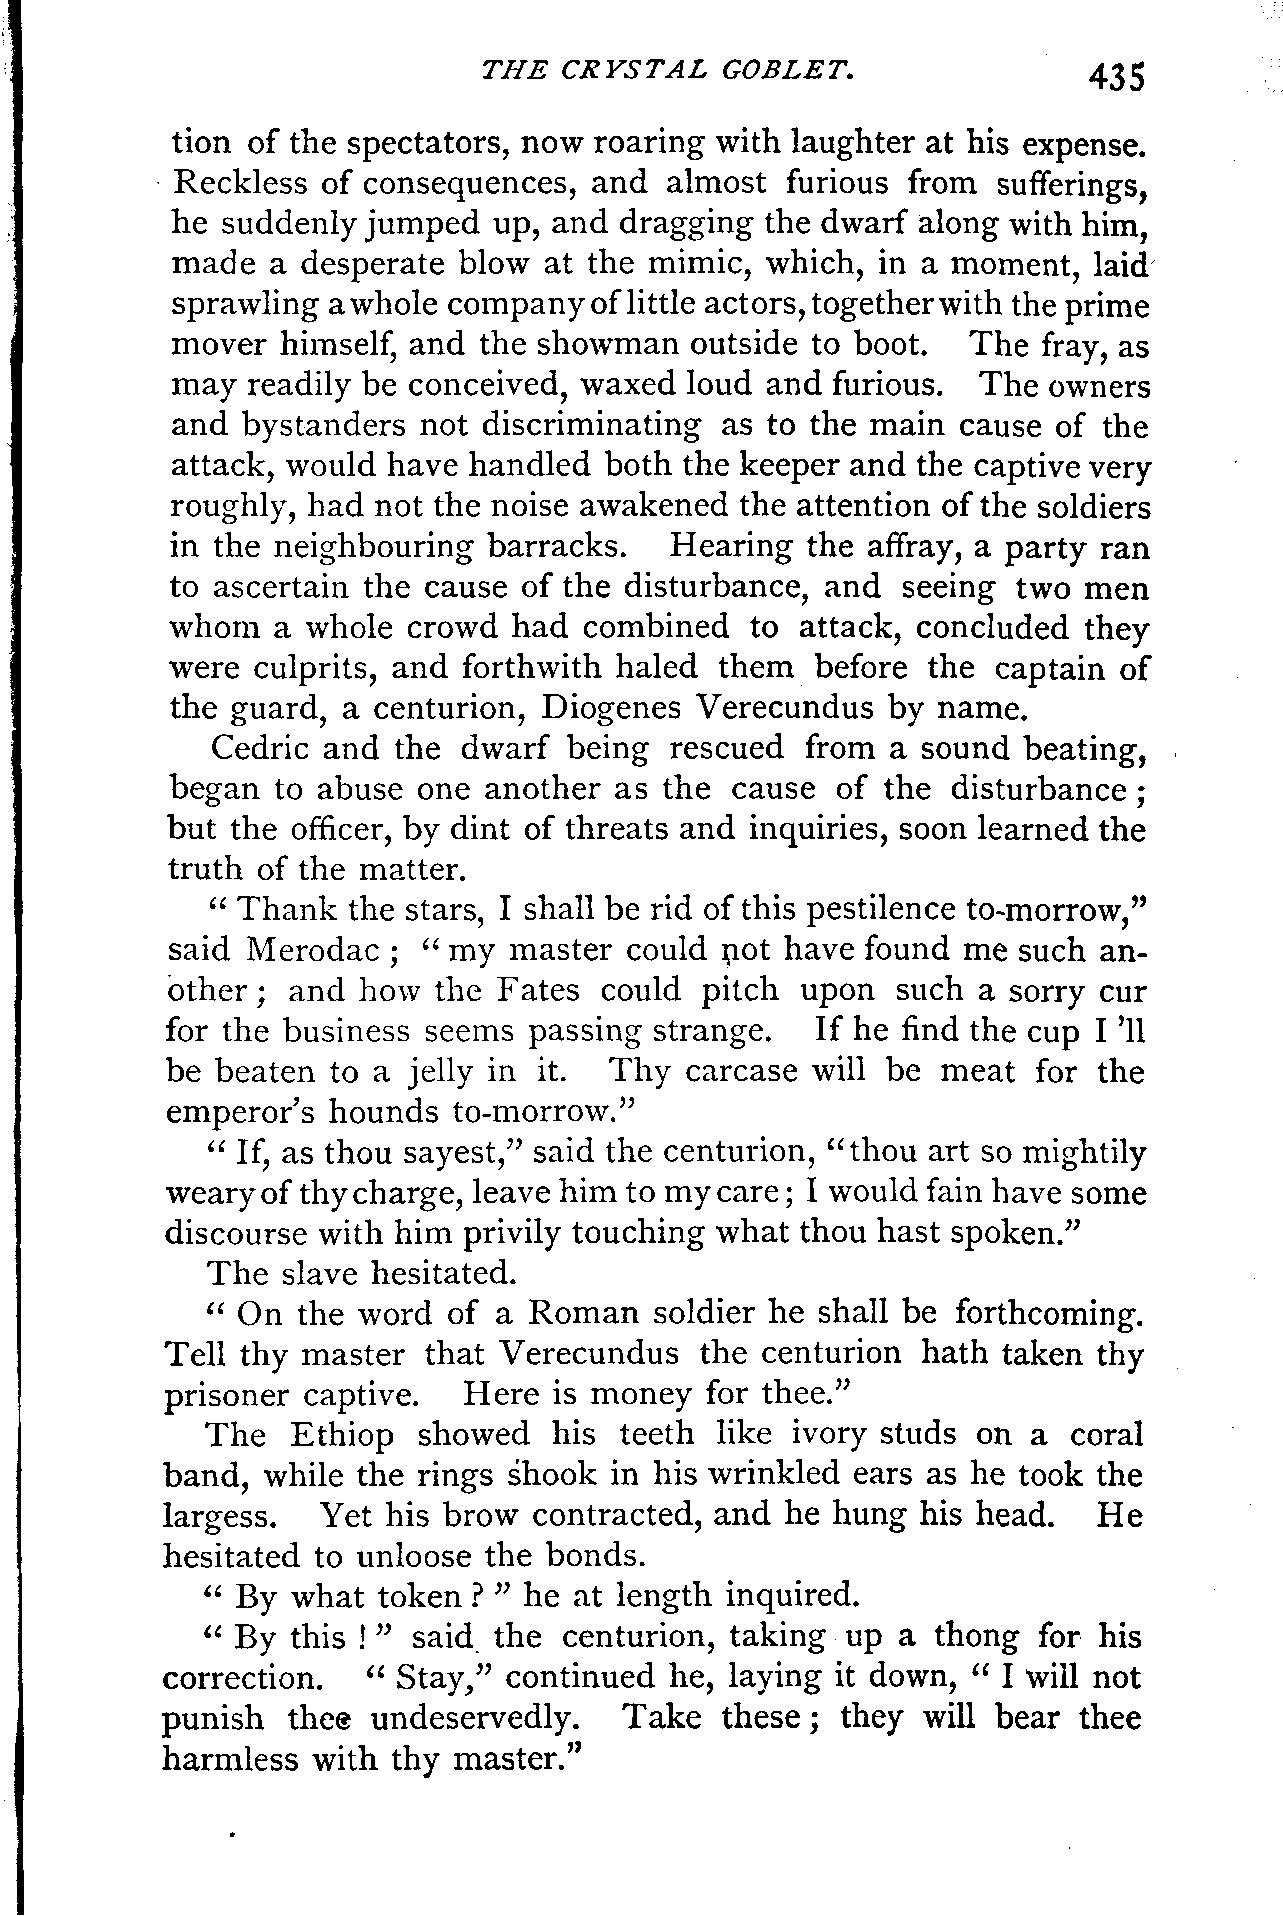 THE CRYSTAL GOBLET. 435
tion of the spectators, now roaring with laughter at his expense.
Reckless of consequences, and almost furious from sufferings,
he suddenly jumped up, and dragging the dwarf along with him,
made a desperate blow at the mimic, which, in a moment, laid
sprawling a whole company of little actors, together with the prime
mover himself, and the showman outside to boot. The fray, as
may readily be conceived, waxed loud and furious. The owners
and bystanders not discriminating as to the main cause of the
attack, would have handled both the keeper and the captive very
roughly, had not the noise awakened the attention of the soldiers
in the neighbouring barracks. Hearing the affray, a party ran
to ascertain the cause of the disturbance, and seeing two men
whom a whole crowd had combined to attack, concluded they
were culprits, and forthwith haled them before the captain of
the guard, a centurion, Diogenes Verecundus by name.
Cedric and the dwarf being rescued from a sound beating,
began to abuse one another as the cause of the disturbance ;
but the officer, by dint of threats and inquiries, soon learned the
truth of the matter.
" Thank the stars, I shall be rid of this pestilence to-morrow,"
said Merodac ; " my master could not have found me such an-
other ; and how the Fates could pitch upon such a sorry cur
for the business seems passing strange. If he find the cup I 'll
be beaten to a jelly in it. Thy carcase will be meat for the
emperor's hounds to-morrow."
" If, as thou sayest," said the centurion, "thou art so mightily
weary of thy charge, leave him to my care ; I would fain have some
discourse with him privily touching what thou hast spoken."
The slave hesitated.
" On the word of a Roman soldier he shall be forthcoming.
Tell thy master that Verecundus the centurion hath taken thy
prisoner captive. Here is money for thee."
The Ethiop showed his teeth like ivory studs on a coral
band, while the rings shook in his wrinkled ears as he took the
largess. Yet his brow contracted, and he hung his head. He
hesitated to unloose the bonds.
" By what token ? " he at length inquired.
" By this ! " said the centurion, taking up a thong for his
correction. " Stay," continued he, laying it down, " I will not
punish thee undeservedly. Take these ; they will bear thee
harmless with thy master."